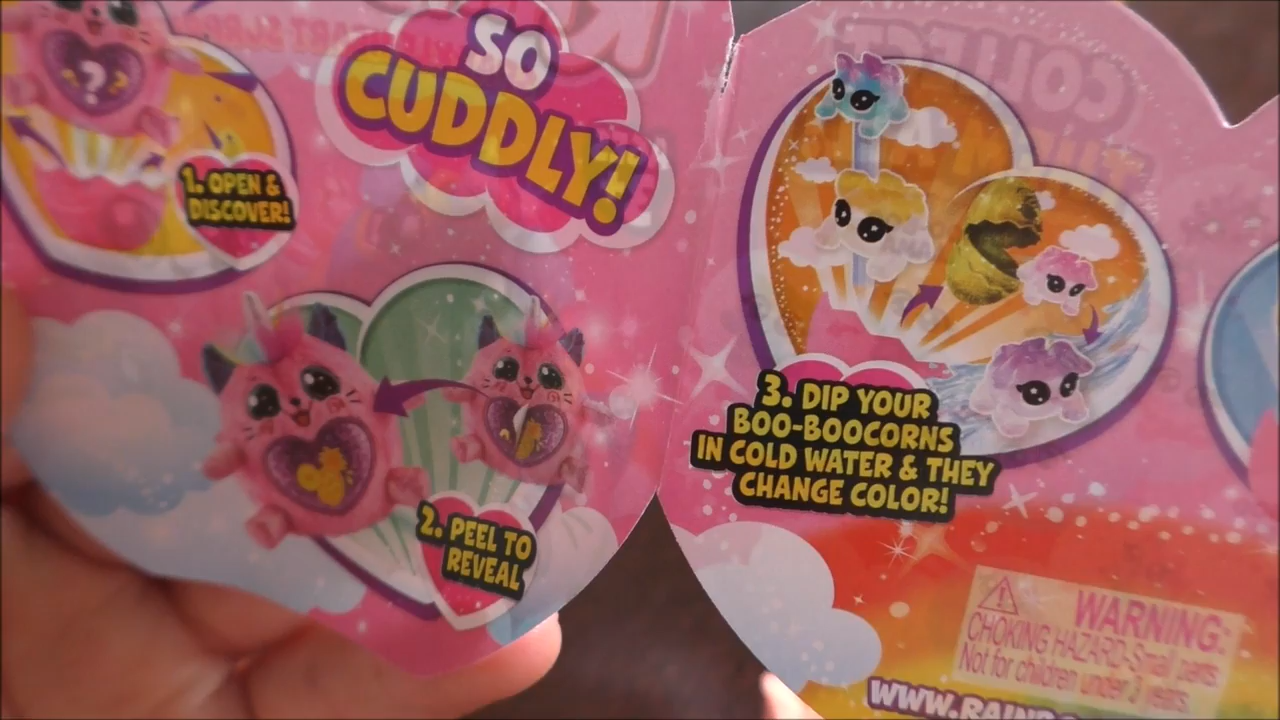 SO
CUDDLY!
1. OPEN &
DISCOVER!
2. PEEL TO
REVEAL
3. DIP YOUR
BOO-BOOCORNS
IN COLD WATER & THEY
CHANGE COLOR!
WARNING:
CHOKING HAZARD-Small parts
Not for children under 3 years.